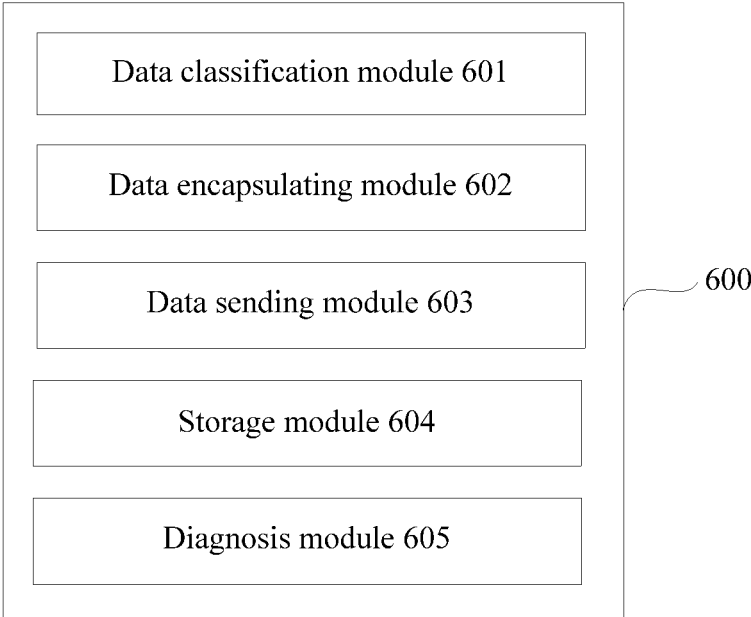 Data classification module 601
Data encapsulating module 602
Data sending module 603
600
Storage module 604
Diagnosis module 605